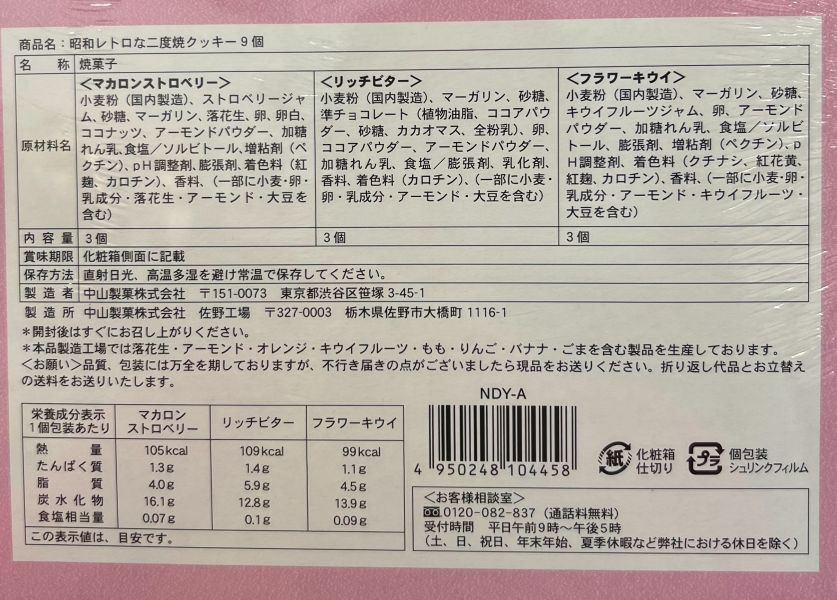 商品名：昭和レトロな二度焼クッキー9個
名　称 焼菓子
原材料名
＜マカロンストロベリー＞
小麦粉（国内製造）、ストロベリージャ
ム、砂糖、マーガリン、落花生、卵、卵白、
ココナッツ、アーモンドパウダー、加糖
れん乳、食塩／ソルビトール、増粘剤（ペ
クチン）、pH調整剤、膨張剤、着色料（紅
麹、カロチン）、香料、（一部に小麦・卵・
乳成分・落花生・アーモンド・大豆を
含む）
＜リッチビター＞
小麦粉（国内製造）、マーガリン、砂糖、
準チョコレート（植物油脂、ココアパウ
ダー、砂糖、カカオマス、全粉乳）、卵、
ココアパウダー、アーモンドパウダー、
加糖れん乳、食塩／膨張剤、乳化剤、
香料、着色料（カロチン）、（一部に小麦・
卵・乳成分・アーモンド・大豆を含む）
＜フラワーキウイ＞
小麦粉（国内製造）、マーガリン、砂糖、
キウイフルーツジャム、卵、アーモンド
パウダー、加糖れん乳、食塩／ソルビ
トール、膨張剤、増粘剤（ペクチン）、p
H調整剤、着色料（クチナシ、紅花黄、
紅麹、カロチン）、香料、（一部に小麦・卵・
乳成分・アーモンド・キウイフルーツ・
大豆を含む）
内容量 3個 3個 3個
賞味期限 化粧箱側面に記載
保存方法 直射日光、高温多湿を避け常温で保存してください。
製造者 中山製菓株式会社　〒151-0073　東京都渋谷区笹塚3-45-1
製造所 中山製菓株式会社　佐野工場　〒327-0003　栃木県佐野市大橋町1116-1
＊開封後はすぐにお召し上がりください。
＊本品製造工場では落花生・アーモンド・オレンジ・キウイフルーツ・もも・りんご・バナナ・ごまを含む製品を生産しております。
＜お願い＞品質、包装には万全を期しておりますが、不行き届きの点がございましたら現品をお送りください。折り返し代品とお立替え
の送料をお送りいたします。
栄養成分表示
1個包装あたり
マカロン
ストロベリー
リッチビター
フラワーキウイ
熱　量 105kcal 109kcal 99kcal
たんぱく質 1.3g 1.4g 1.1g
脂　質 4.0g 5.9g 4.5g
炭水化物 16.1g 12.8g 13.9g
食塩相当量 0.07g 0.1g 0.09g
この表示値は、目安です。
NDY-A
4 950248 104458
紙 化粧箱
仕切り
プラ 個包装
シュリンクフィルム
＜お客様相談室＞
0120-082-837（通話料無料）
受付時間　平日午前9時～午後5時
（土、日、祝日、年末年始、夏季休暇など弊社における休日を除く）